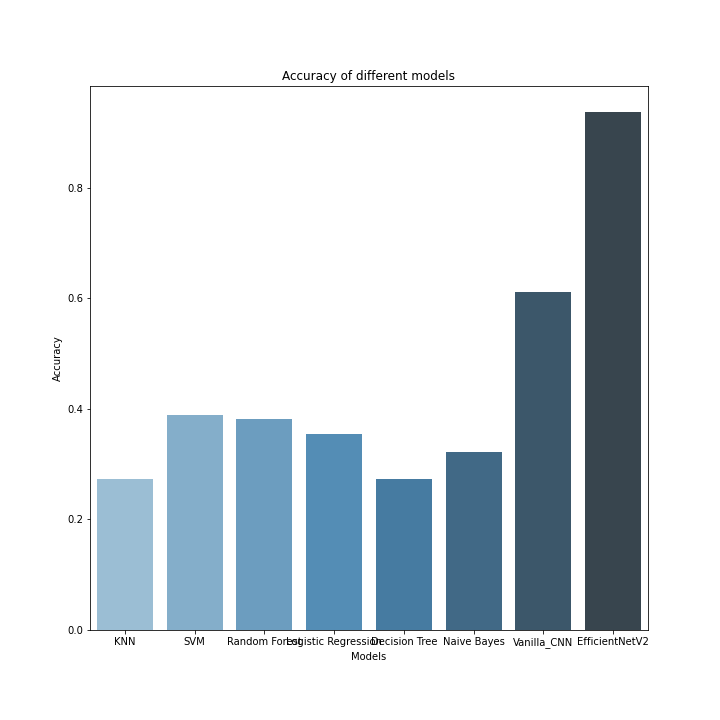 Accuracy of different models
Accuracy
0.8
0.6
0.4
0.2
0.0
KNN SVM Random Forest Logistic Regression Decision Tree Naive Bayes Vanilla_CNN EfficientNetV2
Models